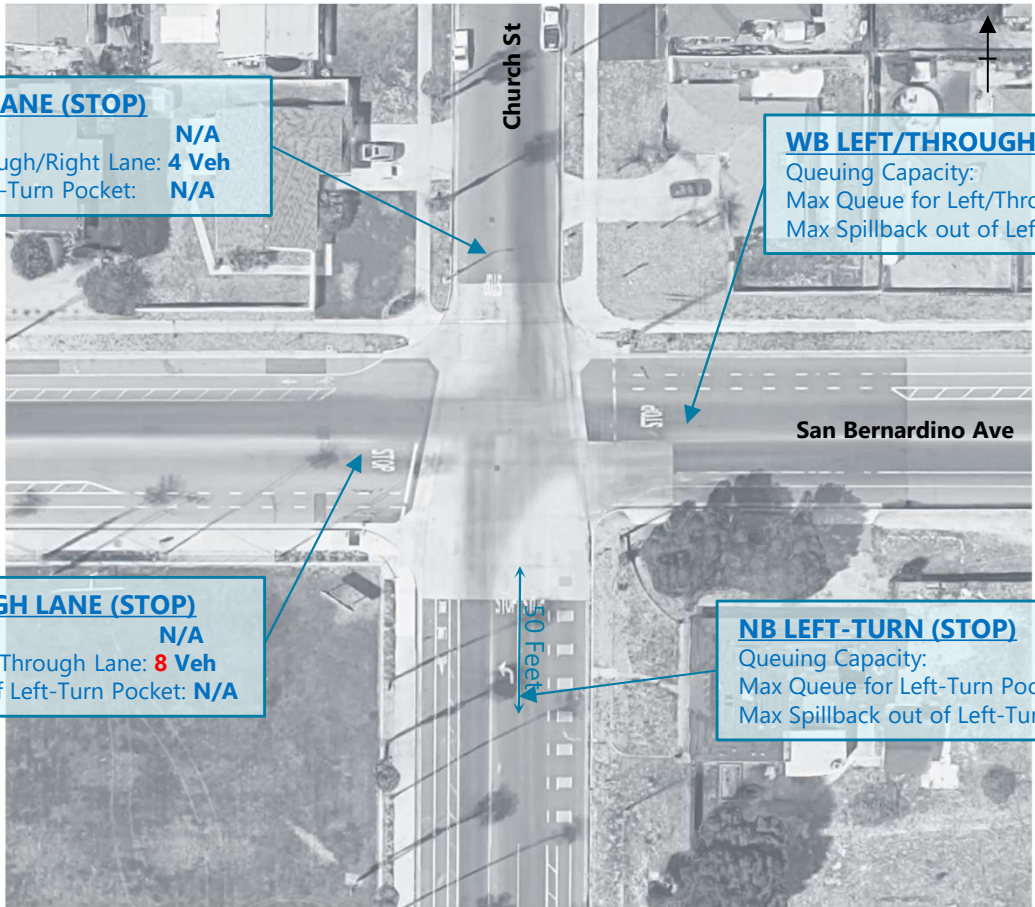 Church St
ANE (STOP)
N/A
ugh/Right Lane: 4 Veh
-Turn Pocket: N/A
WB LEFT/THROUGH
Queuing Capacity:
Max Queue for Left/Thro
Max Spillback out of Lef
STOP
San Bernardino Ave
STOP
GH LANE (STOP)
N/A
Through Lane: 8 Veh
f Left-Turn Pocket: N/A
STOP
50 Feet
NB LEFT-TURN (STOP)
Queuing Capacity:
Max Queue for Left-Turn Poc
Max Spillback out of Left-Tur